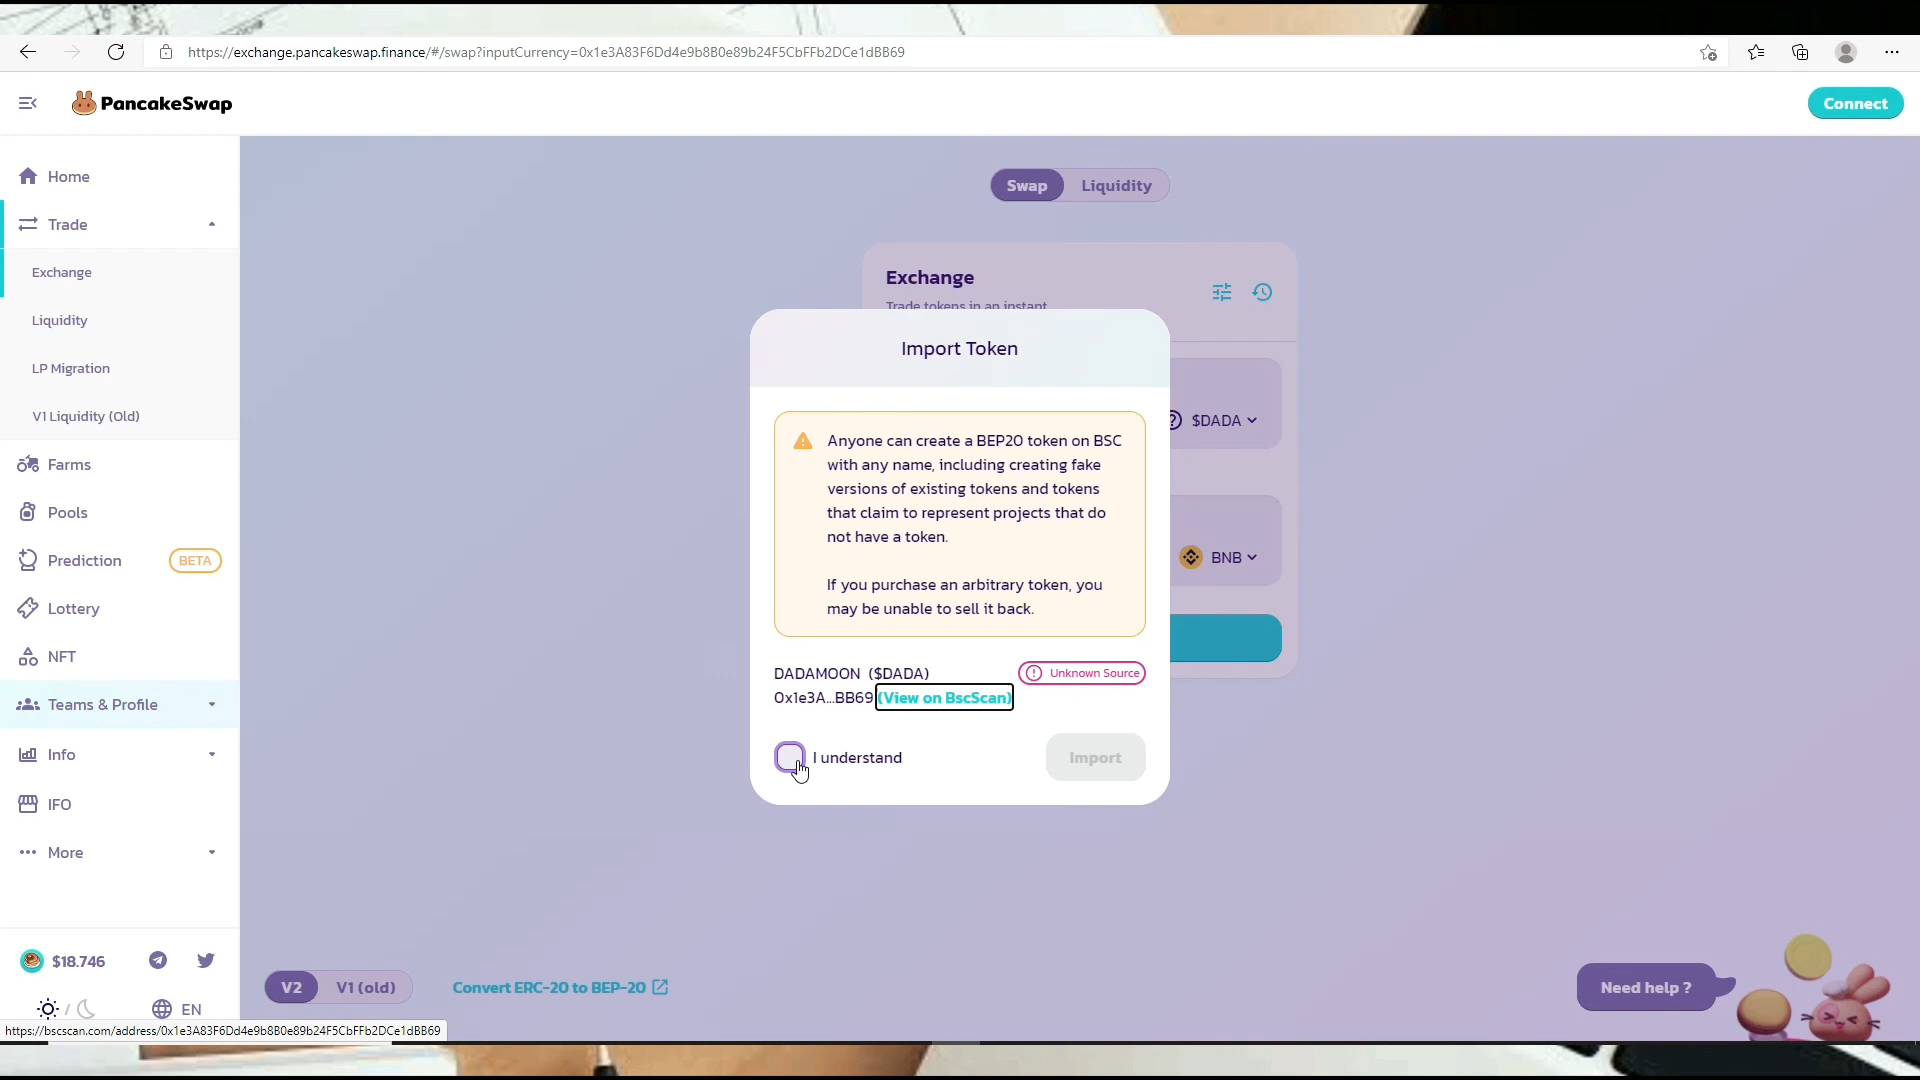 https://exchange.pancakeswap.finance/#/swap?inputCurrency=0x1e3A83F6Dd4e9b8B0e89b24F5CbFFb2DCe1dBB69
PancakeSwap
Connect
Home
Trade
Exchange
Liquidity
LP Migration
V1 Liquidity (Old)
Farms
Pools
Prediction
BETA
Lottery
NFT
Teams & Profile
Info
IFO
More
$18.746
EN
Swap
Liquidity
Exchange
Trade tokens in an instant
$DADA
BNB
Import Token
Anyone can create a BEP20 token on BSC
with any name, including creating fake
versions of existing tokens and tokens
that claim to represent projects that do
not have a token.
If you purchase an arbitrary token, you
may be unable to sell it back.
DADAMOON ($DADA)
Unknown Source
0x1e3A...BB69 (View on BscScan)
I understand
Import
V2
V1 (old)
Convert ERC-20 to BEP-20
Need help ?
https://bscscan.com/address/0x1e3A83F6Dd4e9b8B0e89b24F5CbFFb2DCe1dBB69